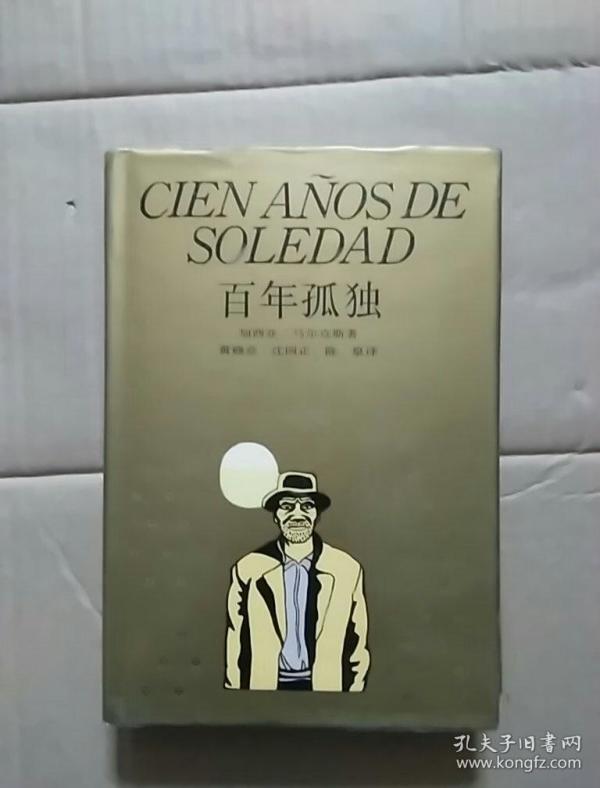 CIEN AÑOS DE
SOLEDAD
百年孤独
加西亚 马尔克斯著
黄锦炎 沈国正 陈 泉译
孔夫子旧書网
www.kongfz.com